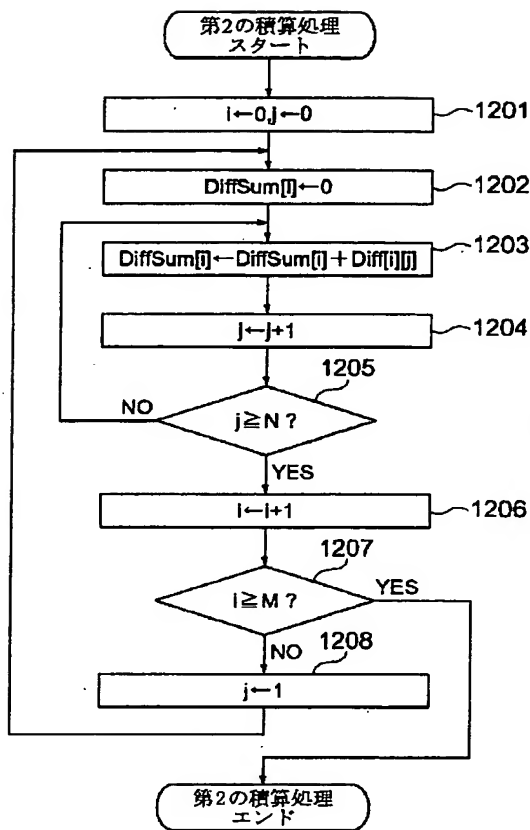 第2の積算処理
スタート
i←0,j←0
1201
DiffSum[i]←0
1202
DiffSum[i]←DiffSum[i]+Diff[i][j]
1203
j←j+1
1204
1205
j≧N?
NO
YES
i←i+1
1206
1207
i≧M?
YES
NO
1208
j←1
第2の積算処理
エンド